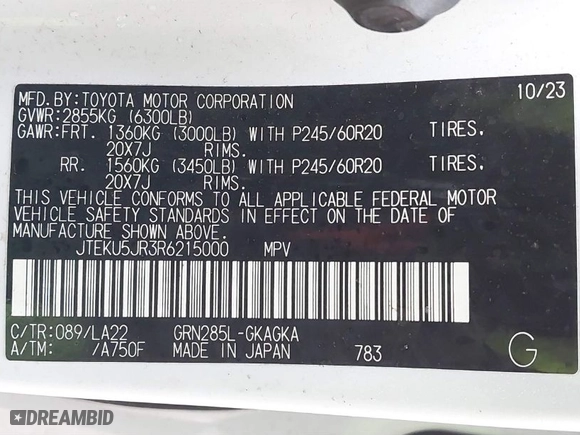 MFD.BY:TOYOTA MOTOR CORPORATION 10/23
GVWR:2855KG (6300LB)
GAWR:FRT. 1360KG (3000LB) WITH P245/60R20 TIRES,
20X7J RIMS.
RR. 1560KG (3450LB) WITH P245/60R20 TIRES,
20X7J RIMS.
THIS VEHICLE CONFORMS TO ALL APPLICABLE FEDERAL MOTOR
VEHICLE SAFETY STANDARDS IN EFFECT ON THE DATE OF
MANUFACTURE SHOWN ABOVE.
JTEKU5JR3R6215000 MPV
C/TR:089/LA22 GRN285L-GKAGKA
A/TM: /A750F MADE IN JAPAN 783 G
DREAMBID